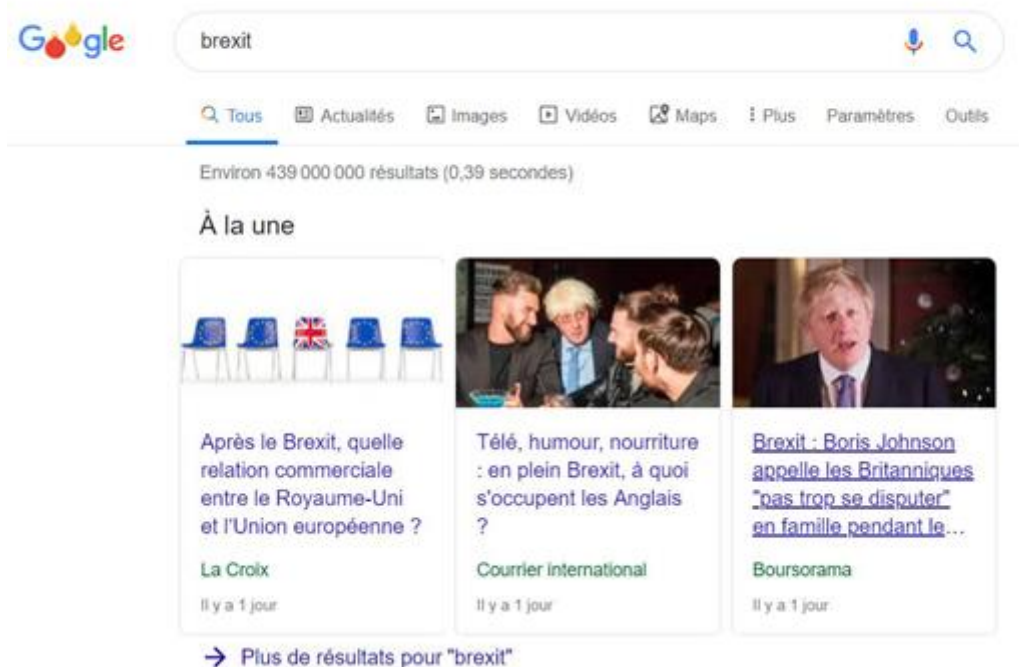 Google
brexit
Tous Actualités Images Vidéos Maps Plus Paramètres Outils
Environ 439 000 000 résultats (0,39 secondes)
À la une
Après le Brexit, quelle
relation commerciale
entre le Royaume-Uni
et l'Union européenne ?
La Croix
Il y a 1 jour
Télé, humour, nourriture
: en plein Brexit, à quoi
s'occupent les Anglais
?
Courrier international
Il y a 1 jour
Brexit : Boris Johnson
appelle les Britanniques
"pas trop se disputer"
en famille pendant le...
Boursorama
Il y a 1 jour
Plus de résultats pour "brexit"